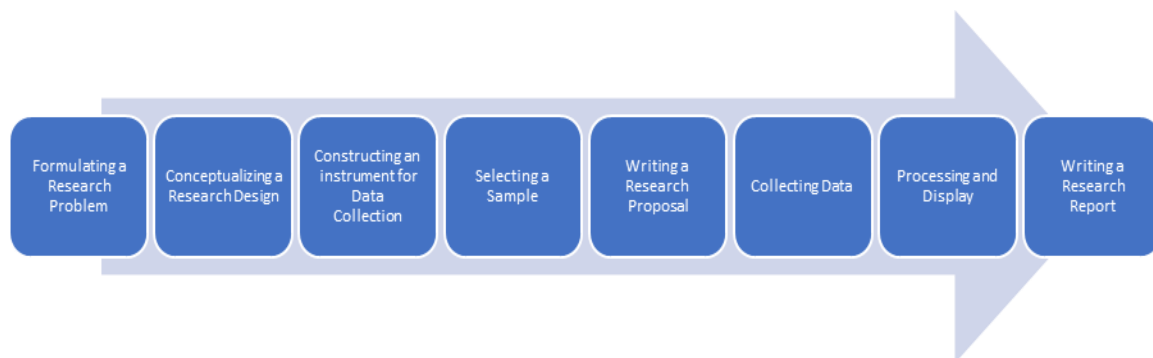 Formulating a
Research
Problem
Conceptualizing a
Research Design
Constructing an
instrument for
Data
Collection
Selecting a
Sample
Writing a
Research
Proposal
Collecting Data
Processing and
Display
Writing a
Research
Report